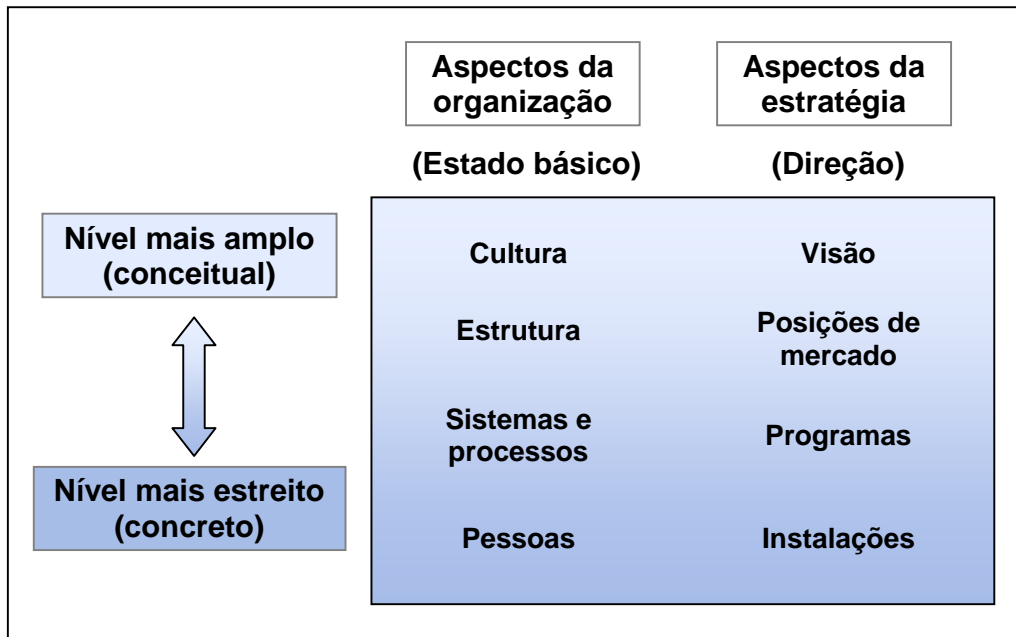 Aspectos da
organização
Aspectos da
estratégia
(Estado básico)
(Direção)
Nível mais amplo
(conceitual)
Cultura
Visão
Estrutura
Posições de
mercado
Sistemas e
processos
Programas
Nível mais estreito
(concreto)
Pessoas
Instalações